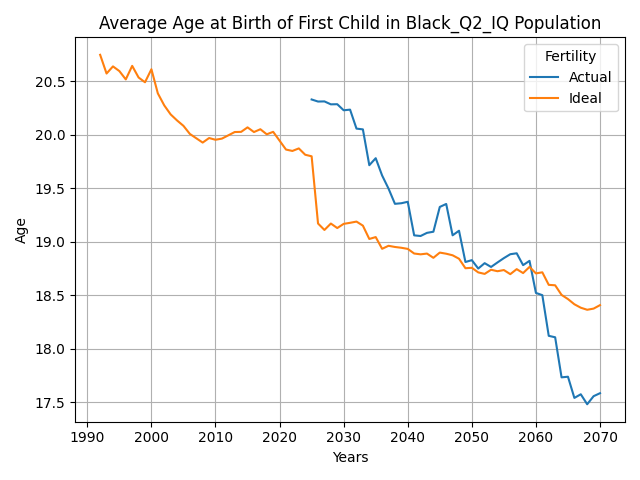 Average Age at Birth of First Child in Black_Q2_IQ Population
Fertility
Actual
Ideal
Age
20.5
20.0
19.5
19.0
18.5
18.0
17.5
1990 2000 2010 2020 2030 2040 2050 2060 2070
Years